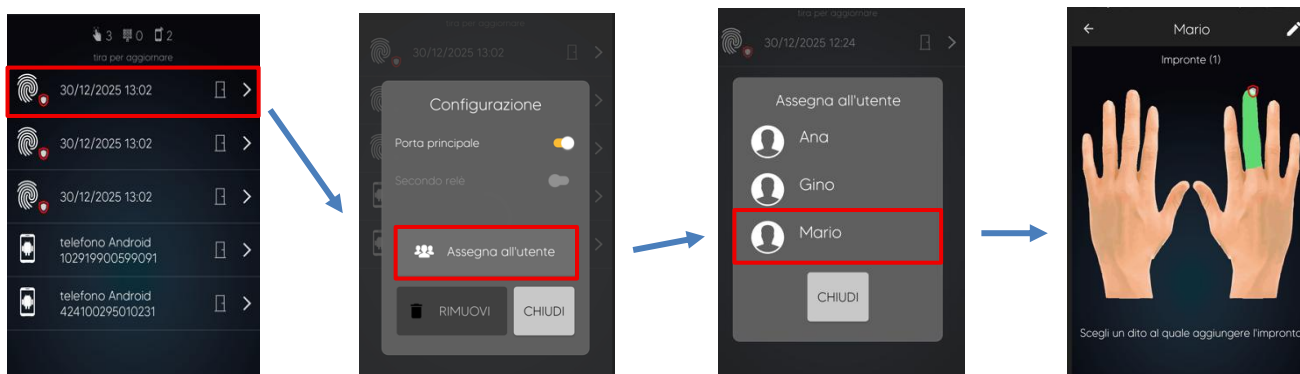 3 0 2
tira per aggiornare
30/12/2025 13:02
30/12/2025 13:02
30/12/2025 13:02
telefono Android
102919900599091
telefono Android
424100295010231
tira per aggiornare
30/12/2025 13:02
Configurazione
Porta principale
Secondo relè
Assegna all'utente
RIMUOVI
CHIUDI
tira per aggiornare
30/12/2025 12:24
Assegna all'utente
Ana
Gino
Mario
CHIUDI
Mario
Impronte (1)
Scegli un dito al quale aggiungere l'impronta